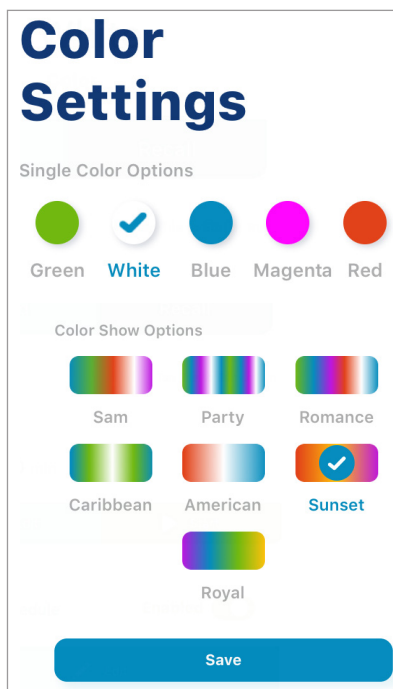 Color
Settings
Single Color Options
Green White Blue Magenta Red
Color Show Options
Sam Party Romance
Caribbean American Sunset
Royal
Save